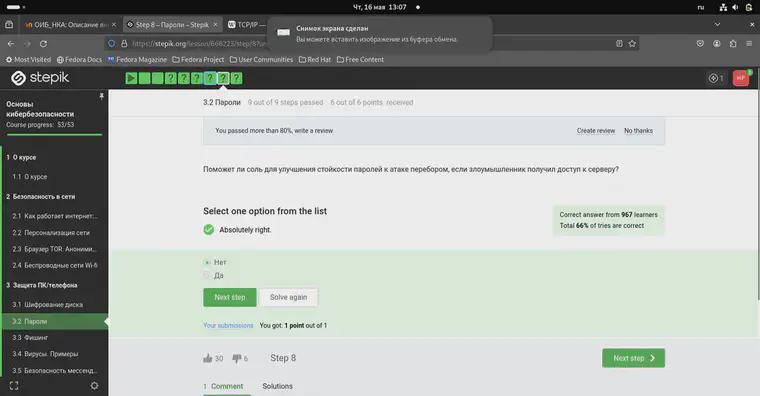 Чт, 16 мая 13:07
ru
ОИБ_НКА: Описание ви
Step 8 – Пароли – Stepik
TCP/IP —
Снимок экрана сделан
Вы можете вставить изображение из буфера обмена.
https://stepik.org/lesson/666223/step/8?un
Most Visited
Fedora Docs
Fedora Magazine
Fedora Project
User Communities
Red Hat
Free Content
stepik
? ? ? ? ? ?
1
HP
Основы кибербезопасности
Course progress: 53/53
3.2 Пароли 9 out of 9 steps passed 6 out of 6 points received
You passed more than 80%, write a review
Create review
No thanks
1 О курсе
1.1 О курсе
2 Безопасность в сети
2.1 Как работает интернет:...
2.2 Персонализация сети
2.3 Браузер TOR. Аноними...
2.4 Беспроводные сети Wi-fi
3 Защита ПК/телефона
3.1 Шифрование диска
3.2 Пароли
3.3 Фишинг
3.4 Вирусы. Примеры
3.5 Безопасность мессенд...
Поможет ли соль для улучшения стойкости паролей к атаке перебором, если злоумышленник получил доступ к серверу?
Select one option from the list
Absolutely right.
Correct answer from 967 learners
Total 66% of tries are correct
Нет
Да
Next step
Solve again
Your submissions You got: 1 point out of 1
30
6
Step 8
Next step
1 Comment
Solutions